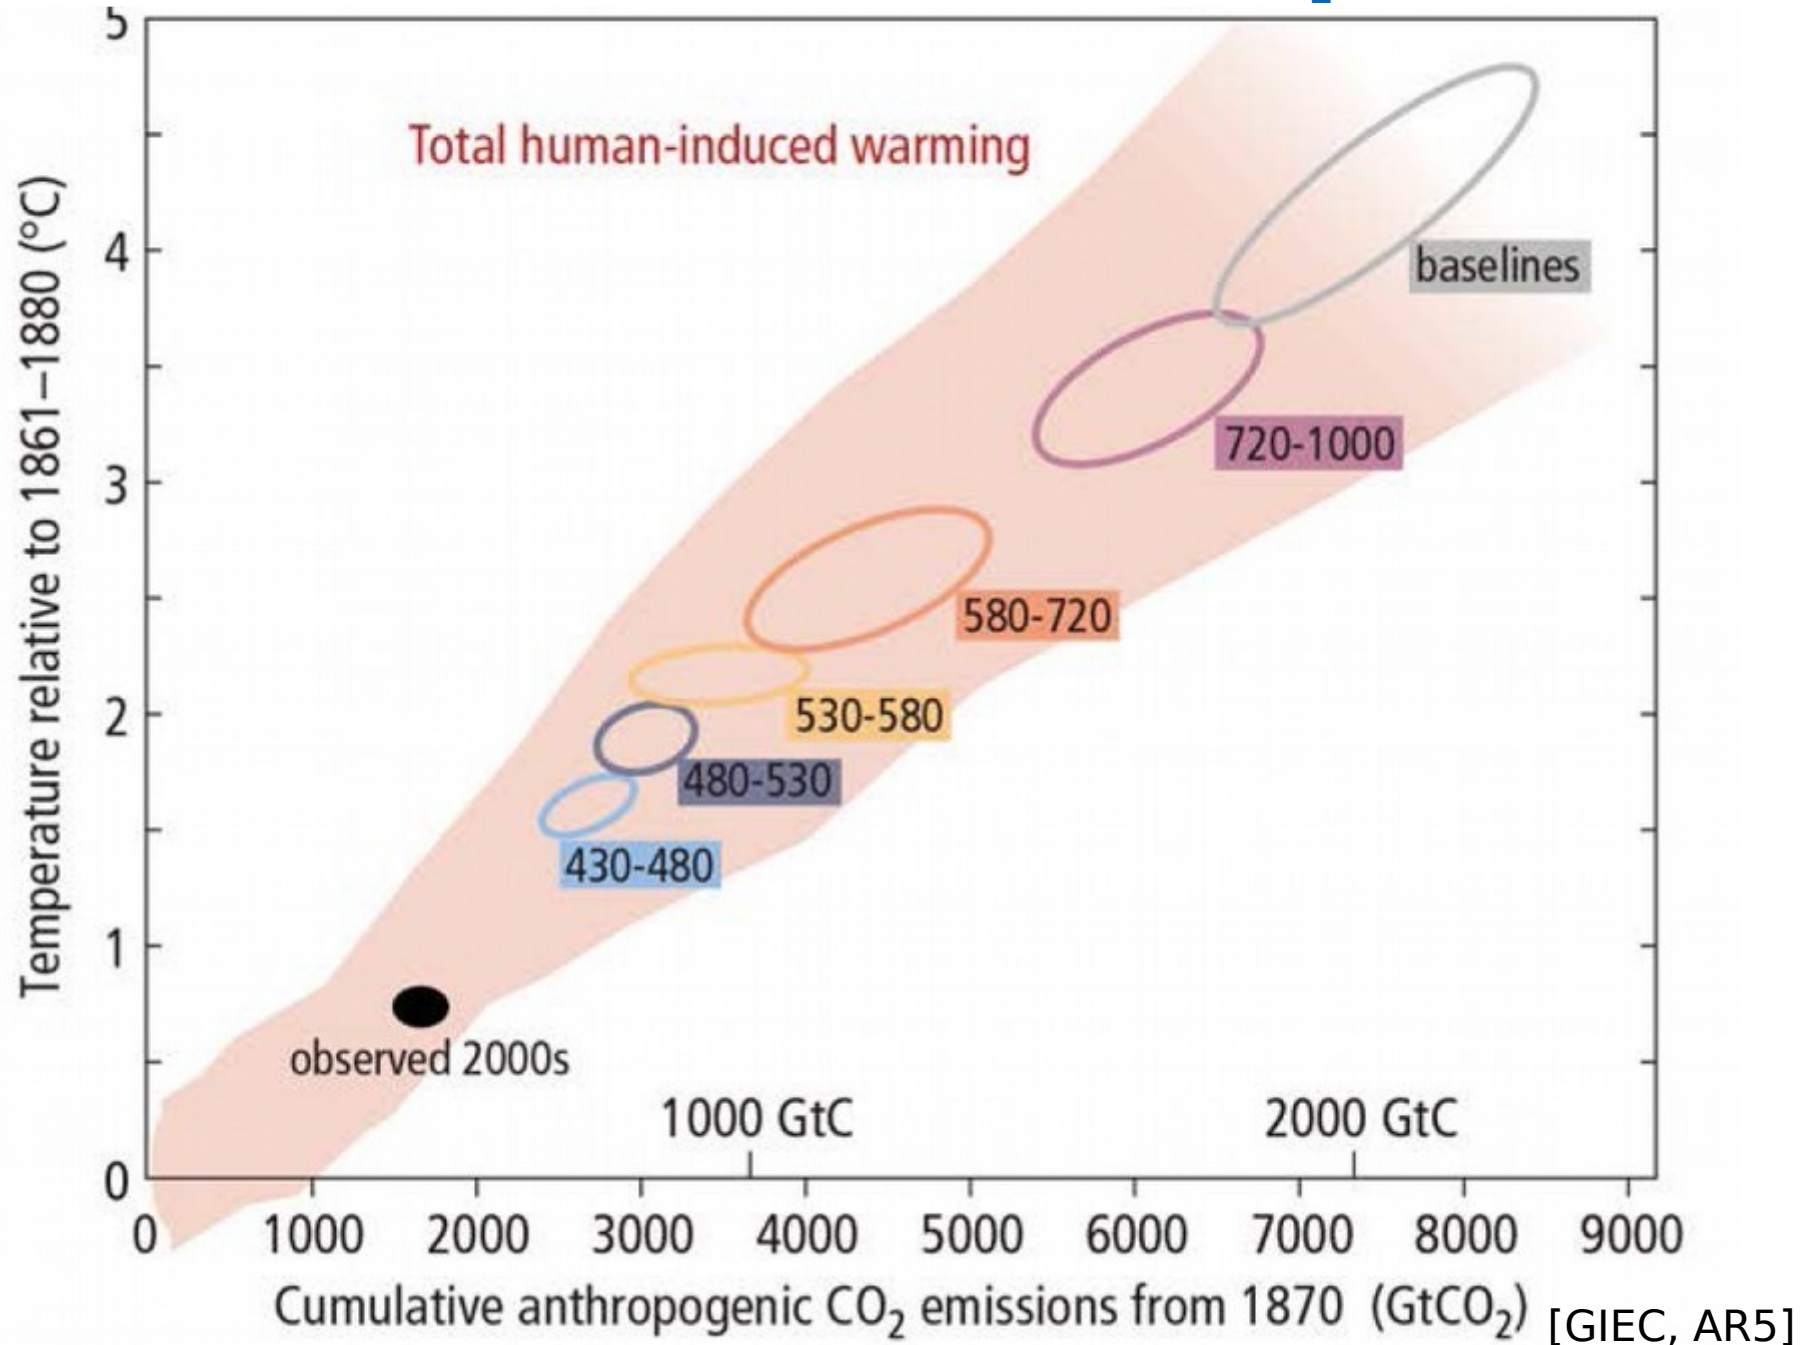 5
Total human-induced warming
Temperature relative to 1861–1880 (°C)
4
baselines
720-1000
3
580-720
530-580
2
480-530
430-480
1
observed 2000s
1000 GtC
2000 GtC
0
0 1000 2000 3000 4000 5000 6000 7000 8000 9000
Cumulative anthropogenic CO₂ emissions from 1870 (GtCO₂)
[GIEC, AR5]